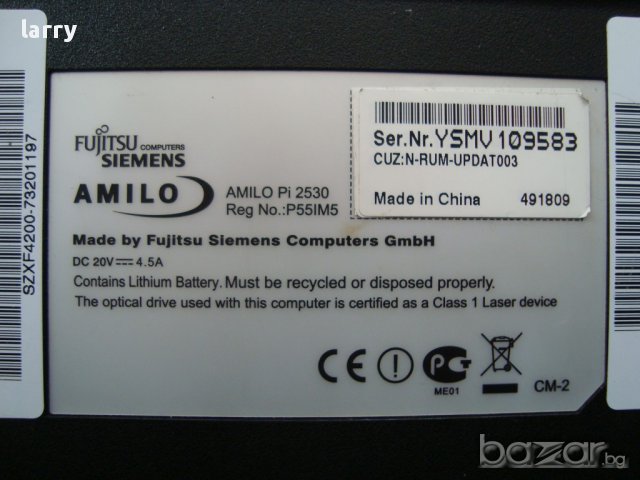 larry
SZXF4200-73201197
FUJITSU COMPUTERS
SIEMENS
AMILO
AMILO Pi 2530
Reg No.:P55IM5
Ser.Nr.YSMV109583
CUZ:N-RUM-UPDAT003
Made in China 491809
Made by Fujitsu Siemens Computers GmbH
DC 20V⎓ 4.5A
Contains Lithium Battery. Must be recycled or disposed properly.
The optical drive used with this computer is certified as a Class 1 Laser device
CE
ME01
CM-2
bazar.bg